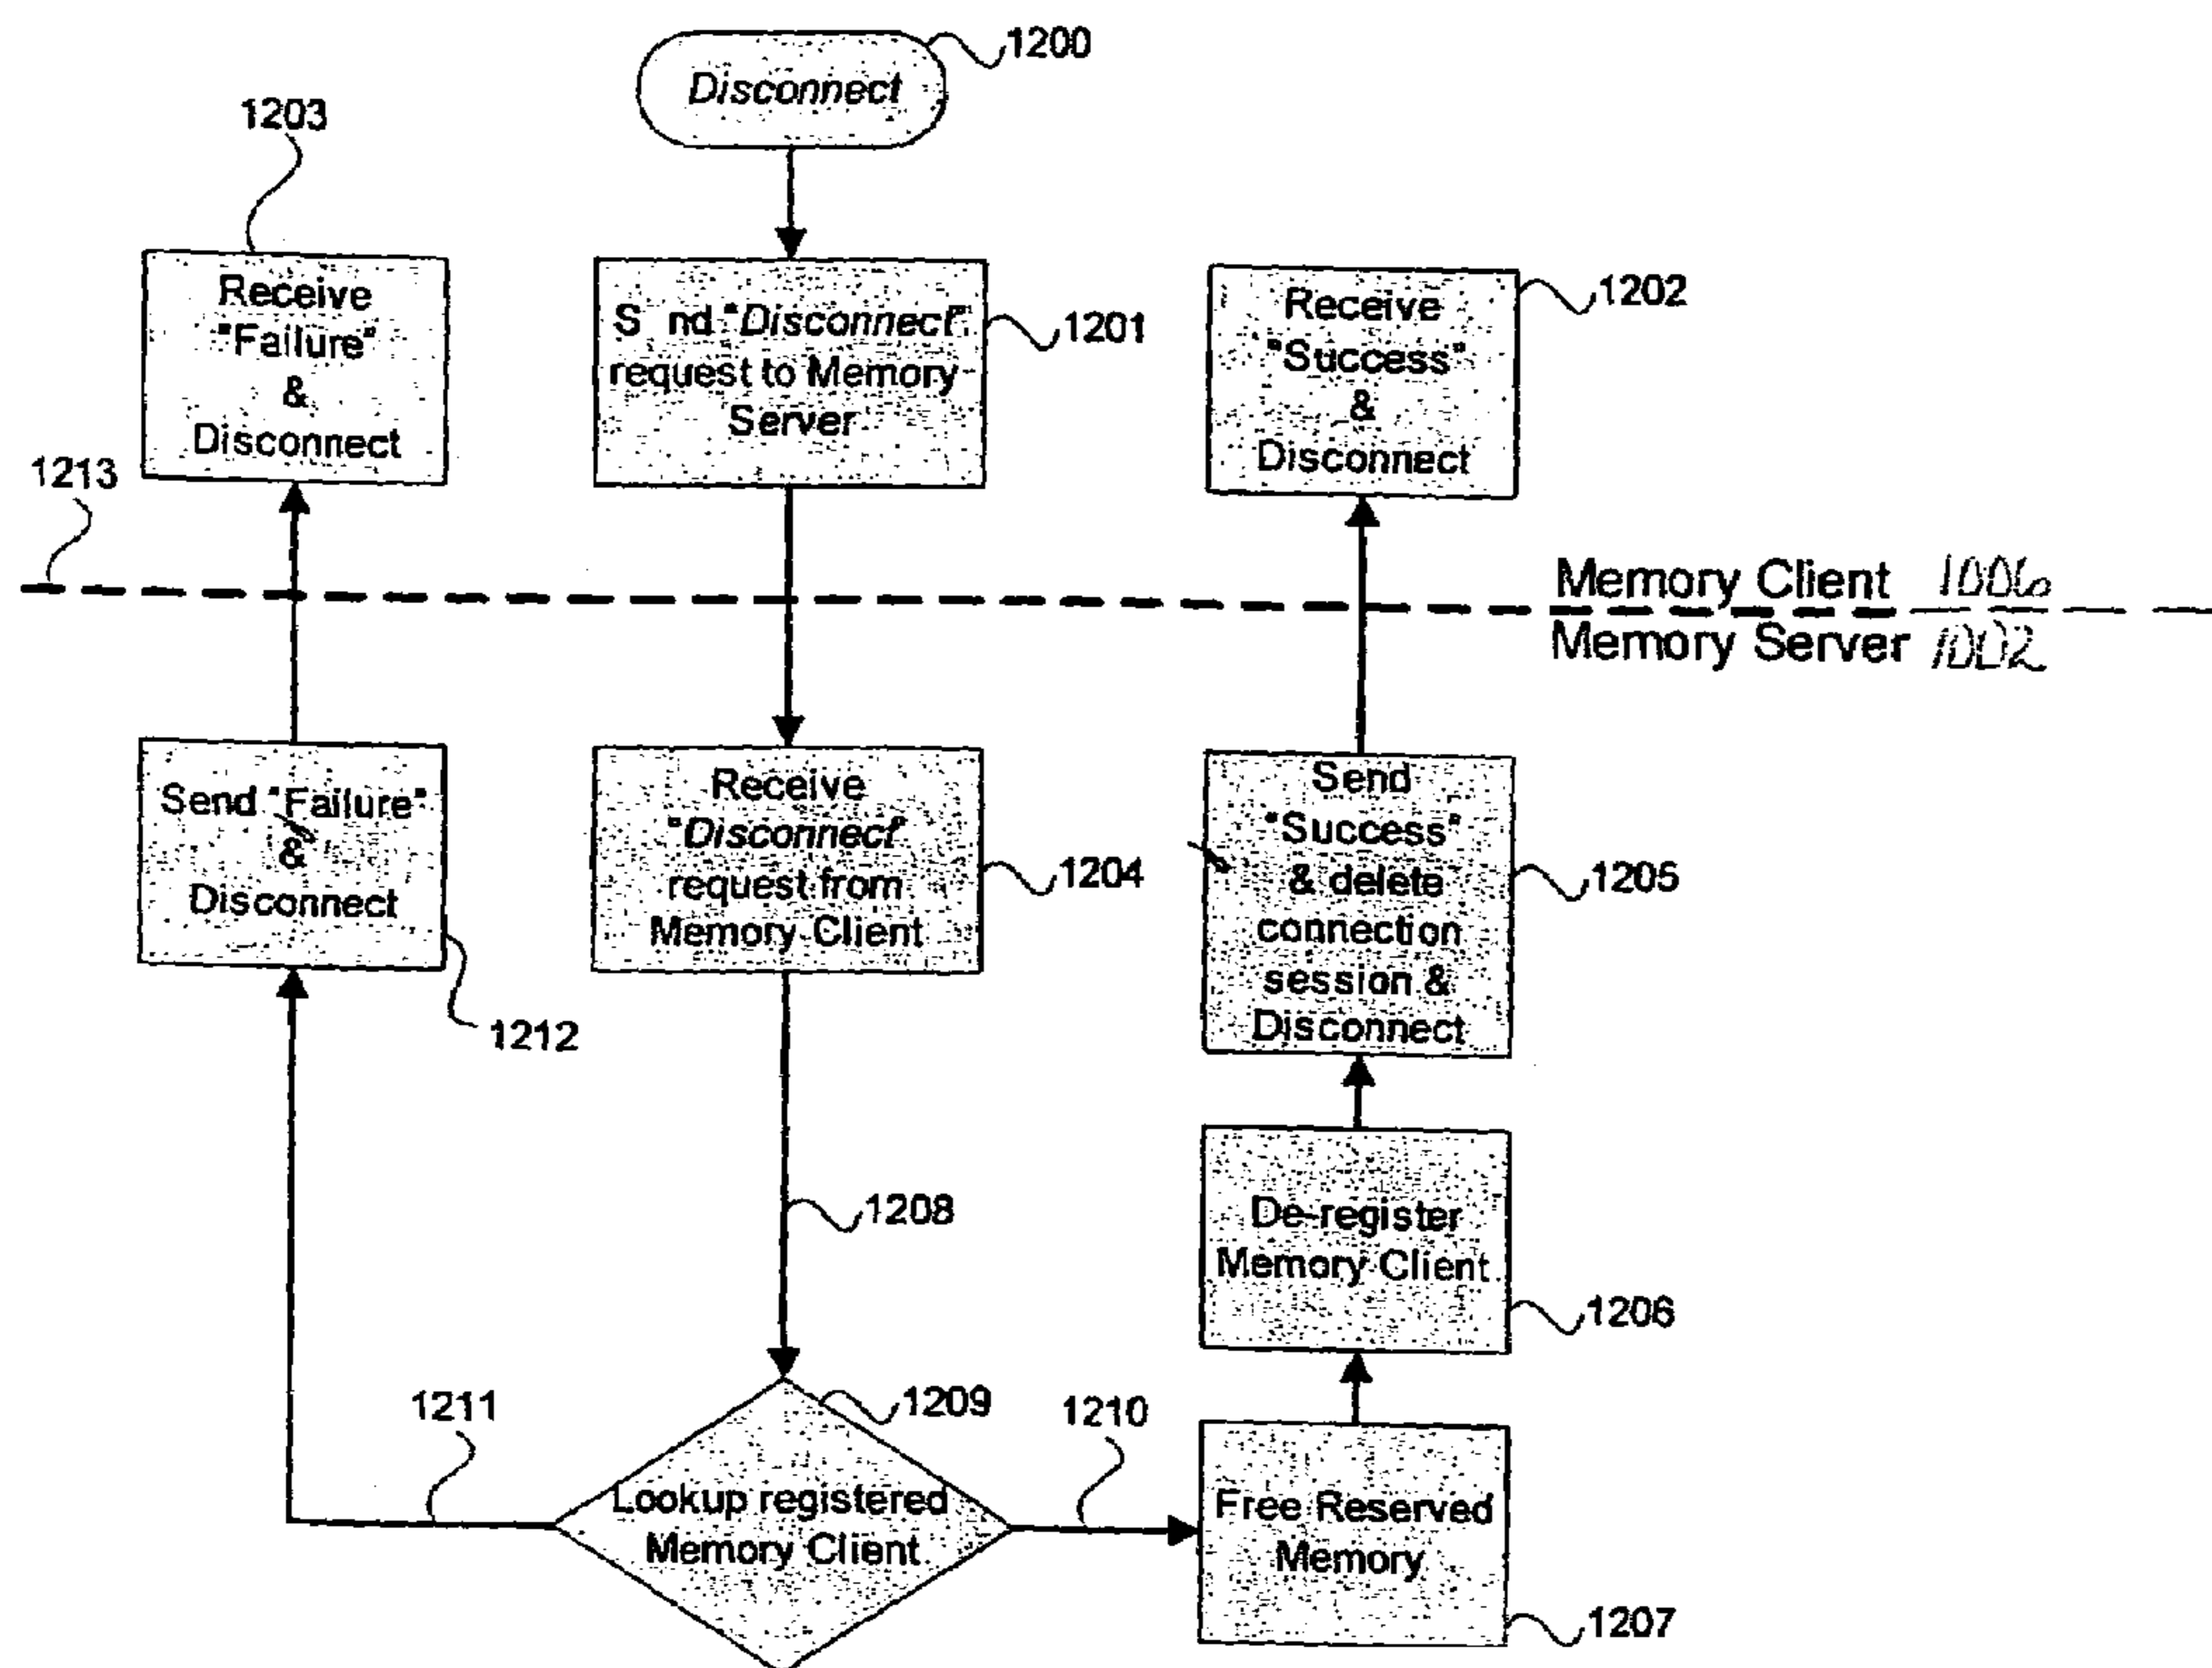 1200
Disconnect
1203
Receive
"Failure"
&
Disconnect
S nd "Disconnect"
request to Memory
Server
1201
Receive
"Success"
&
Disconnect
1202
1213
Memory Client 1006
Memory Server 1002
Send "Failure"
&
Disconnect
1212
Receive
"Disconnect"
request from
Memory Client
1204
Send
"Success"
& delete
connection
session &
Disconnect
1205
1208
De-register
Memory Client
1206
1211
1209
Lookup registered
Memory Client
1210
Free Reserved
Memory
1207